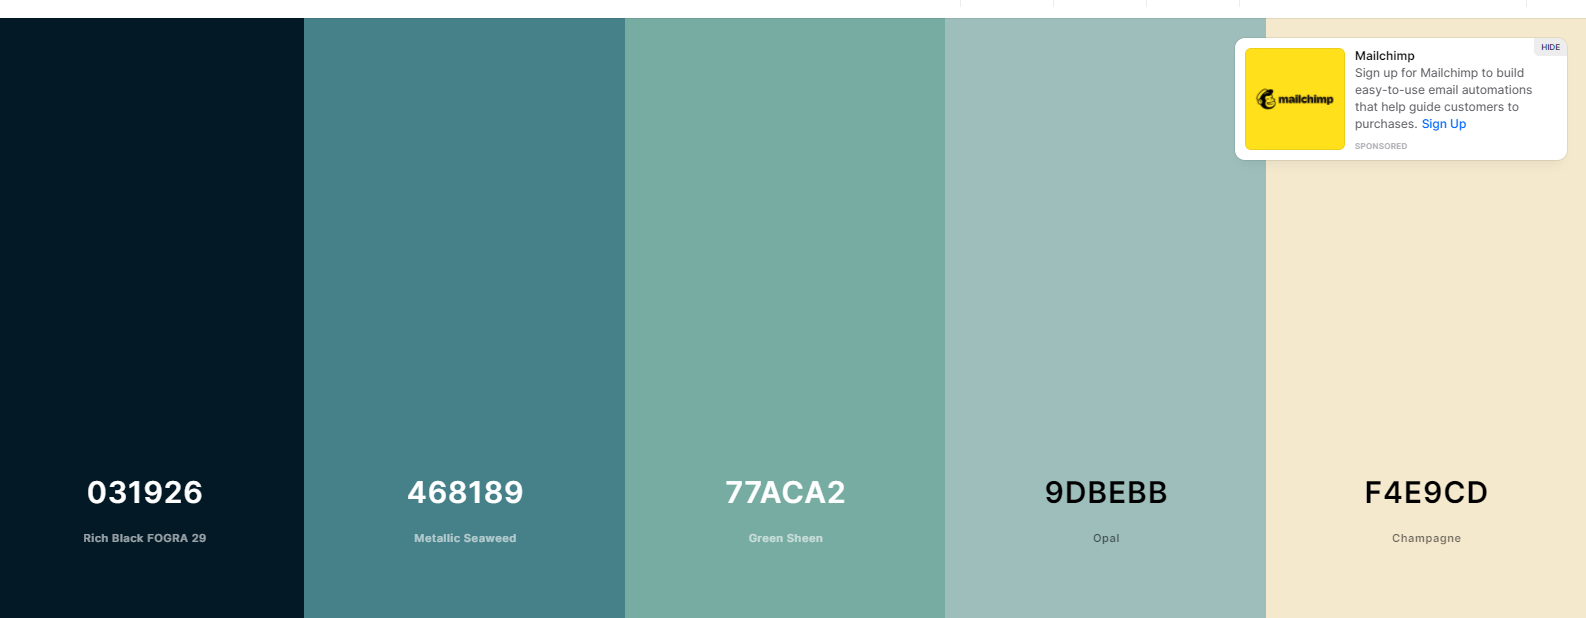 HIDE
mailchimp
Mailchimp
Sign up for Mailchimp to build
easy-to-use email automations
that help guide customers to
purchases. Sign Up
SPONSORED
031926
Rich Black FOGRA 29
468189
Metallic Seaweed
77ACA2
Green Sheen
9DBEBB
Opal
F4E9CD
Champagne